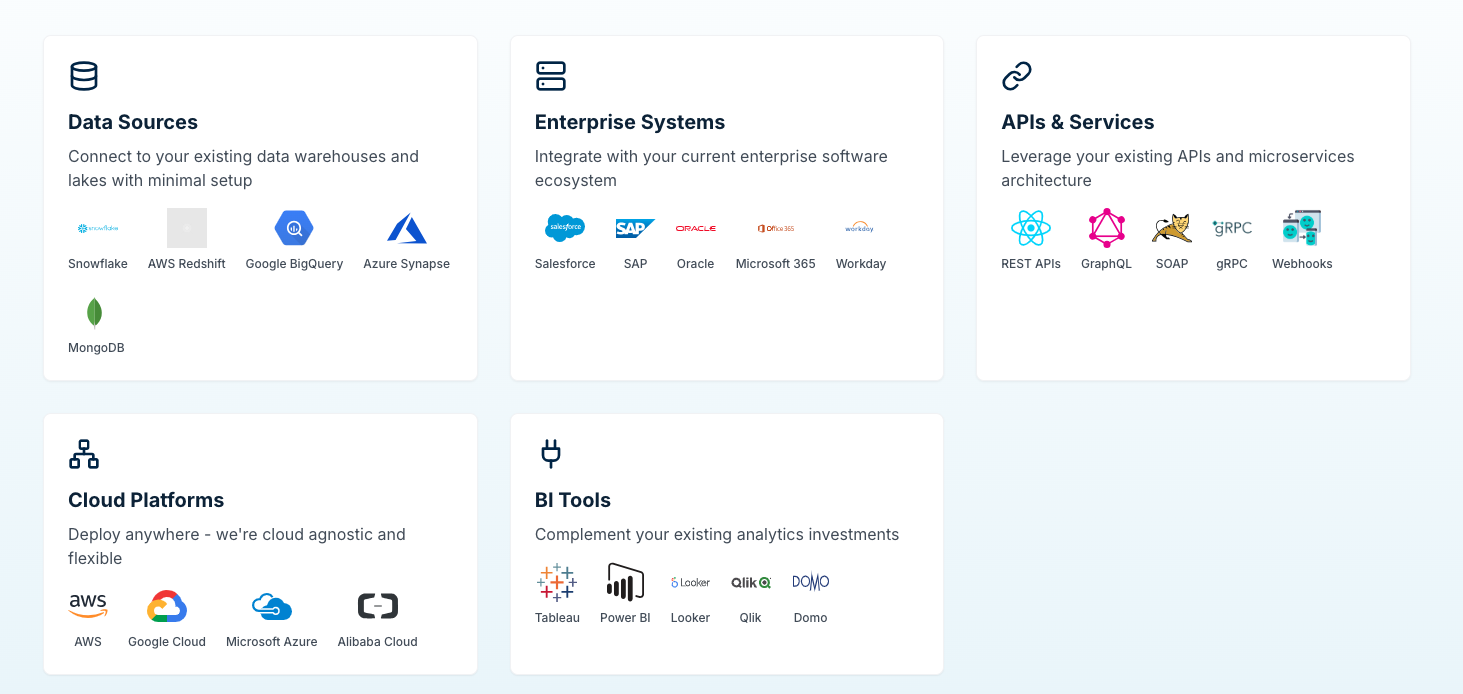 Data Sources
Connect to your existing data warehouses and
lakes with minimal setup
snowflake
Snowflake AWS Redshift Google BigQuery Azure Synapse
MongoDB
Enterprise Systems
Integrate with your current enterprise software
ecosystem
salesforce SAP ORACLE Office 365 workday
Salesforce SAP Oracle Microsoft 365 Workday
APIs & Services
Leverage your existing APIs and microservices
architecture
gRPC
REST APIs GraphQL SOAP gRPC Webhooks
Cloud Platforms
Deploy anywhere - we're cloud agnostic and
flexible
aws
AWS Google Cloud Microsoft Azure Alibaba Cloud
BI Tools
Complement your existing analytics investments
Looker Qlik DOMO
Tableau Power BI Looker Qlik Domo